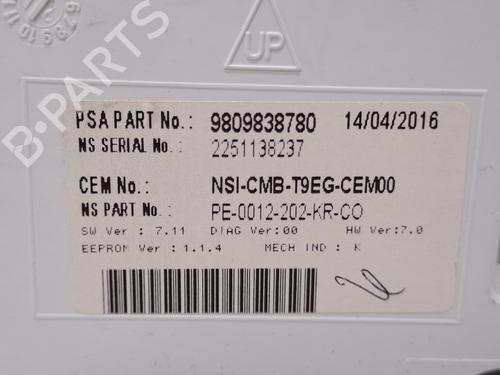 UP
B-PARTS
PSA PART No.: 9809838780 14/04/2016
NS SERIAL No.: 2251138237
CEM No.: NSI-CMB-T9EG-CEM00
NS PART No.: PE-0012-202-KR-CO
SW Ver : 7.11 DIAG Ver:00 HW Ver:7.0
EEPROM Ver : 1.1.4 MECH IND : K